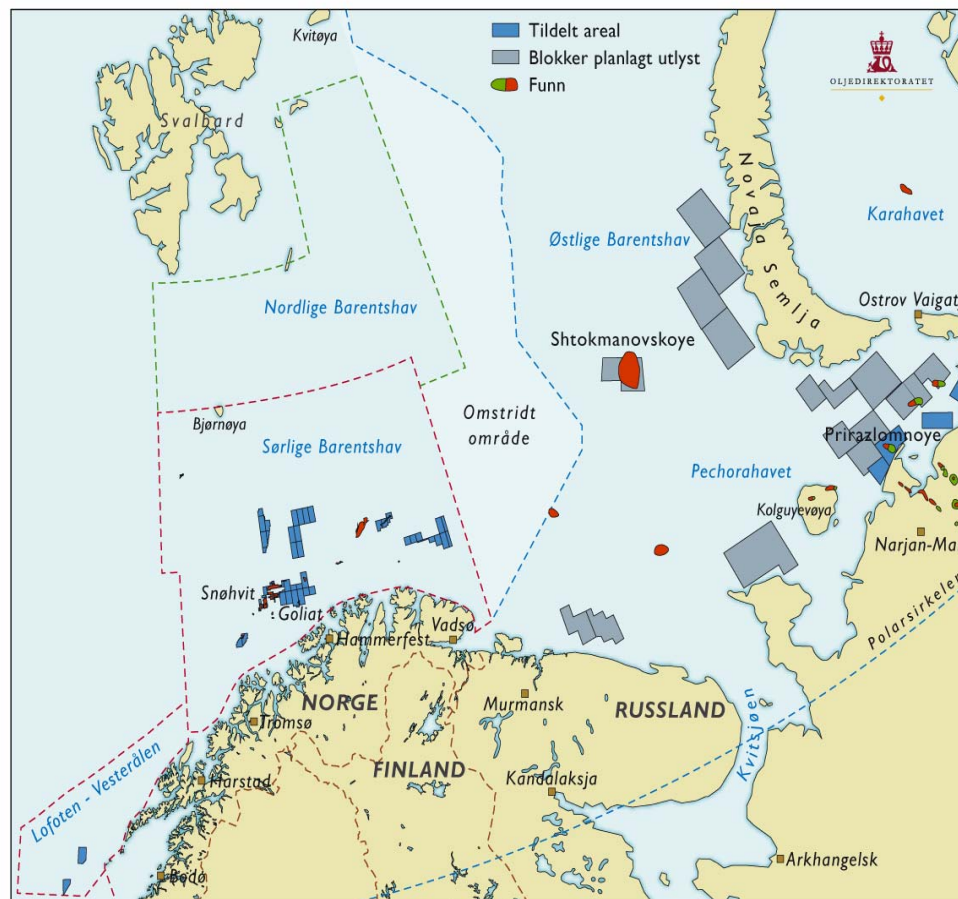 Kvitøya
Tildelt areal
Blokker planlagt utlyst
Funn
OLJEDIREKTORATET
Svalbard
Novaja Semlja
Karahavet
Østlige Barentshav
Nordlige Barentshav
Ostrov Vaigatj
Shtokmanovskoye
Bjørnøya
Omstridt
område
Sørlige Barentshav
Prirazlomnoye
Pechorahavet
Kolguyevøya
Narjan-Ma
Snøhvit
Goliat
Hammerfest
Vadsø
Polarsirkelen
NORGE
Murmansk
RUSSLAND
Tromsø
Kvitsjøen
FINLAND
Kandalaksja
Harstad
Lofoten - Vesterålen
Arkhangelsk
Bodø